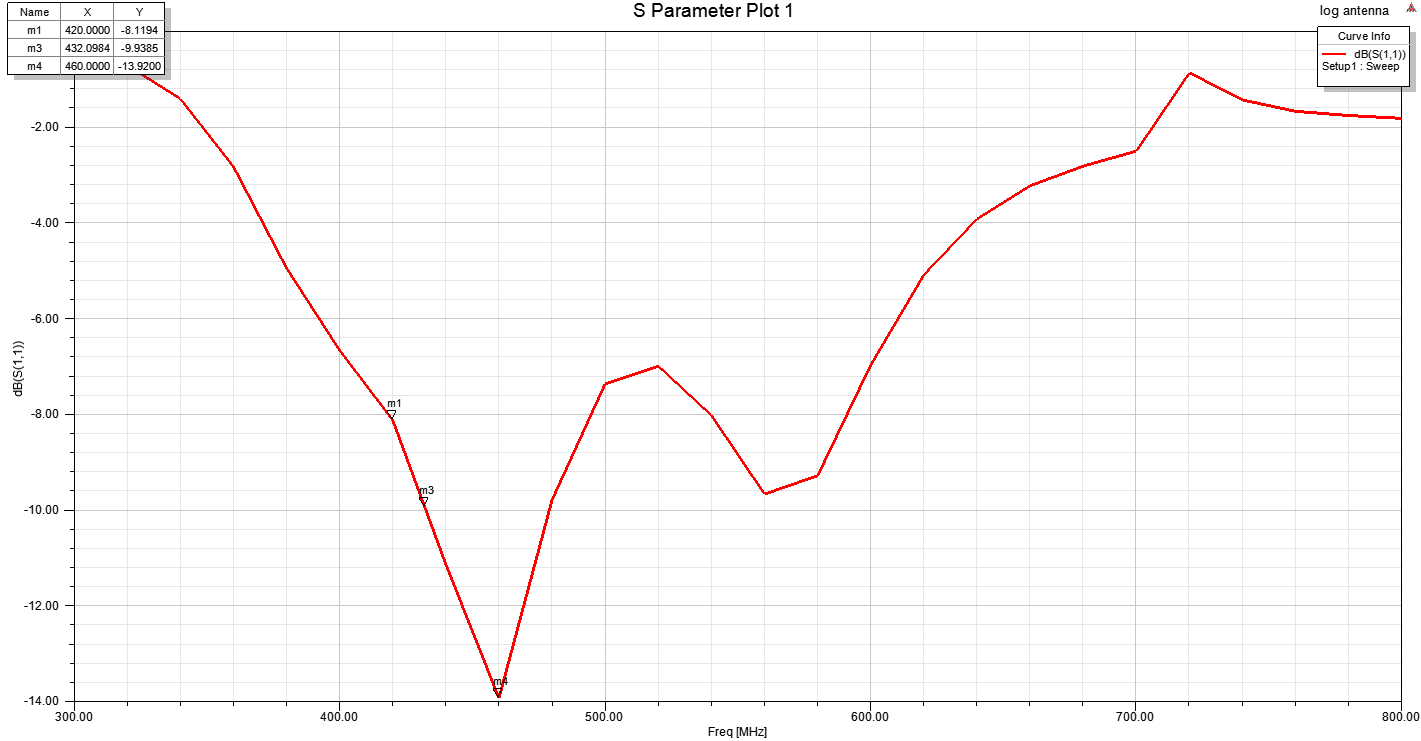 S Parameter Plot 1
log antenna
Name X Y
m1 420.0000 -8.1194
m3 432.0984 -9.9385
m4 460.0000 -13.9200
Curve Info
dB(S(1,1))
Setup1 : Sweep
-2.00
-4.00
-6.00
-8.00
-10.00
-12.00
-14.00
dB(S(1,1))
m1
m3
m4
300.00 400.00 500.00 600.00 700.00 800.00
Freq [MHz]